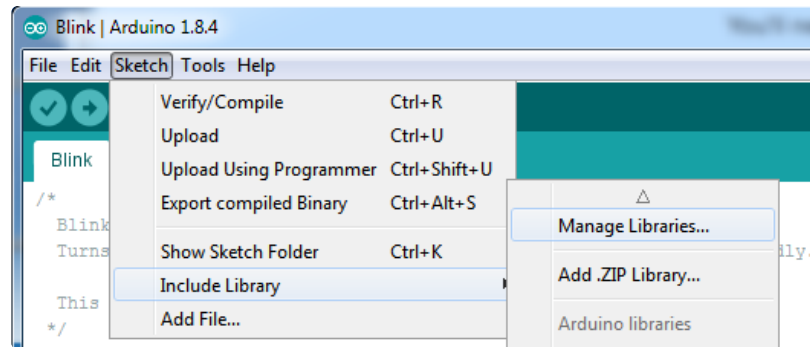 Blink | Arduino 1.8.4
File Edit Sketch Tools Help
Verify/Compile Ctrl+R
Upload Ctrl+U
Blink
Upload Using Programmer Ctrl+Shift+U
/*
Export compiled Binary Ctrl+Alt+S
Blink
Manage Libraries...
Turns
Show Sketch Folder Ctrl+K
Include Library
Add .ZIP Library...
This
Add File...
Arduino libraries
*/